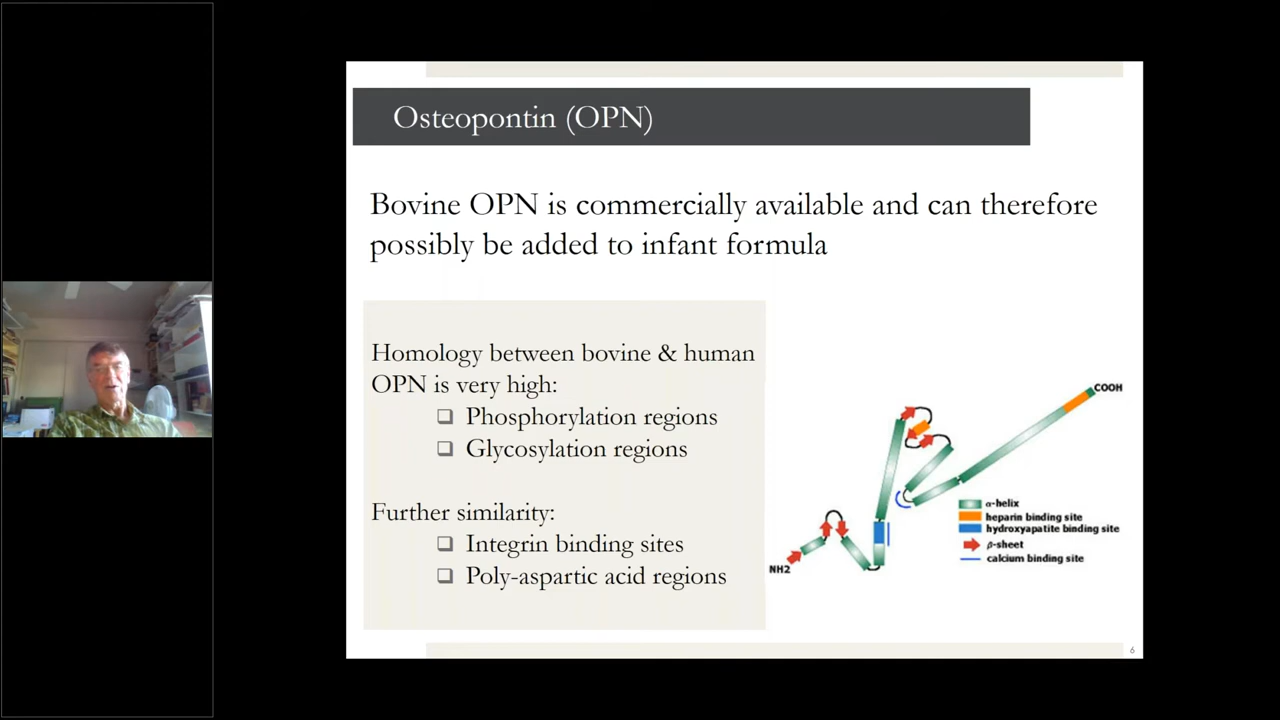 Osteopontin (OPN)
Bovine OPN is commercially available and can therefore
possibly be added to infant formula
Homology between bovine & human
OPN is very high:
Phosphorylation regions
Glycosylation regions
Further similarity:
Integrin binding sites
Poly-aspartic acid regions
COOH
NH2
α-helix
heparin binding site
hydroxyapatite binding site
β-sheet
calcium binding site
6